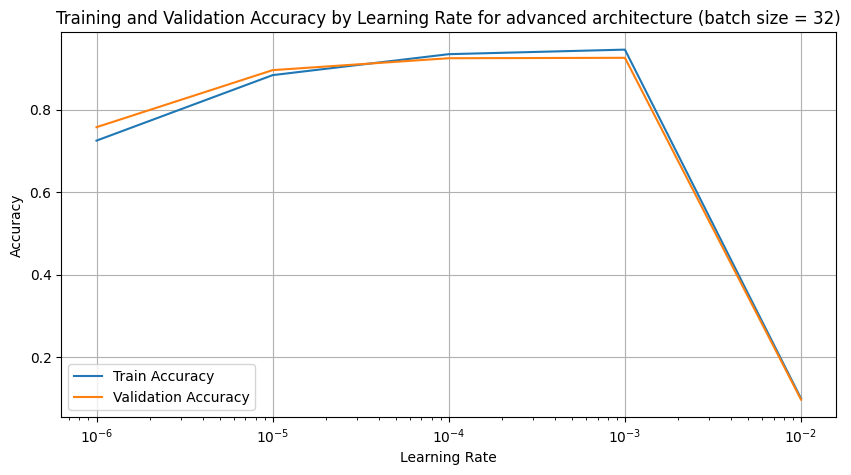 Training and Validation Accuracy by Learning Rate for advanced architecture (batch size = 32)
Accuracy
0.8
0.6
0.4
0.2
Train Accuracy
Validation Accuracy
10⁻⁶ 10⁻⁵ 10⁻⁴ 10⁻³ 10⁻²
Learning Rate